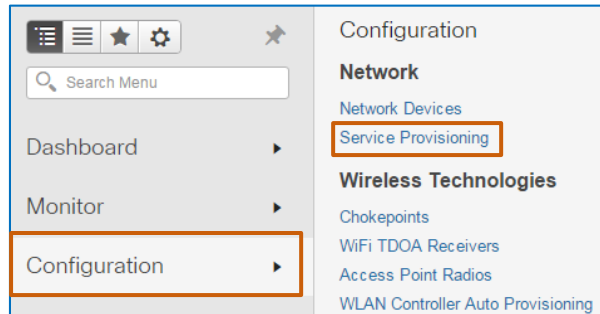 Search Menu
Dashboard
Monitor
Configuration
Configuration
Network
Network Devices
Service Provisioning
Wireless Technologies
Chokepoints
WiFi TDOA Receivers
Access Point Radios
WLAN Controller Auto Provisioning